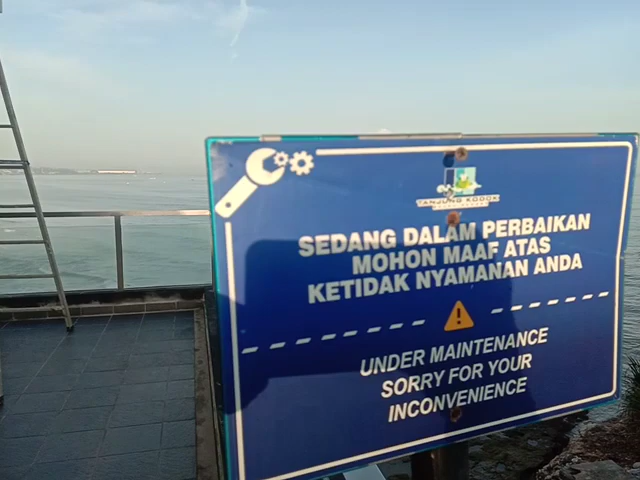 TANJUNG KODOK
SEDANG DALAM PERBAIKAN
MOHON MAAF ATAS
KETIDAK NYAMANAN ANDA
UNDER MAINTENANCE
SORRY FOR YOUR
INCONVENIENCE